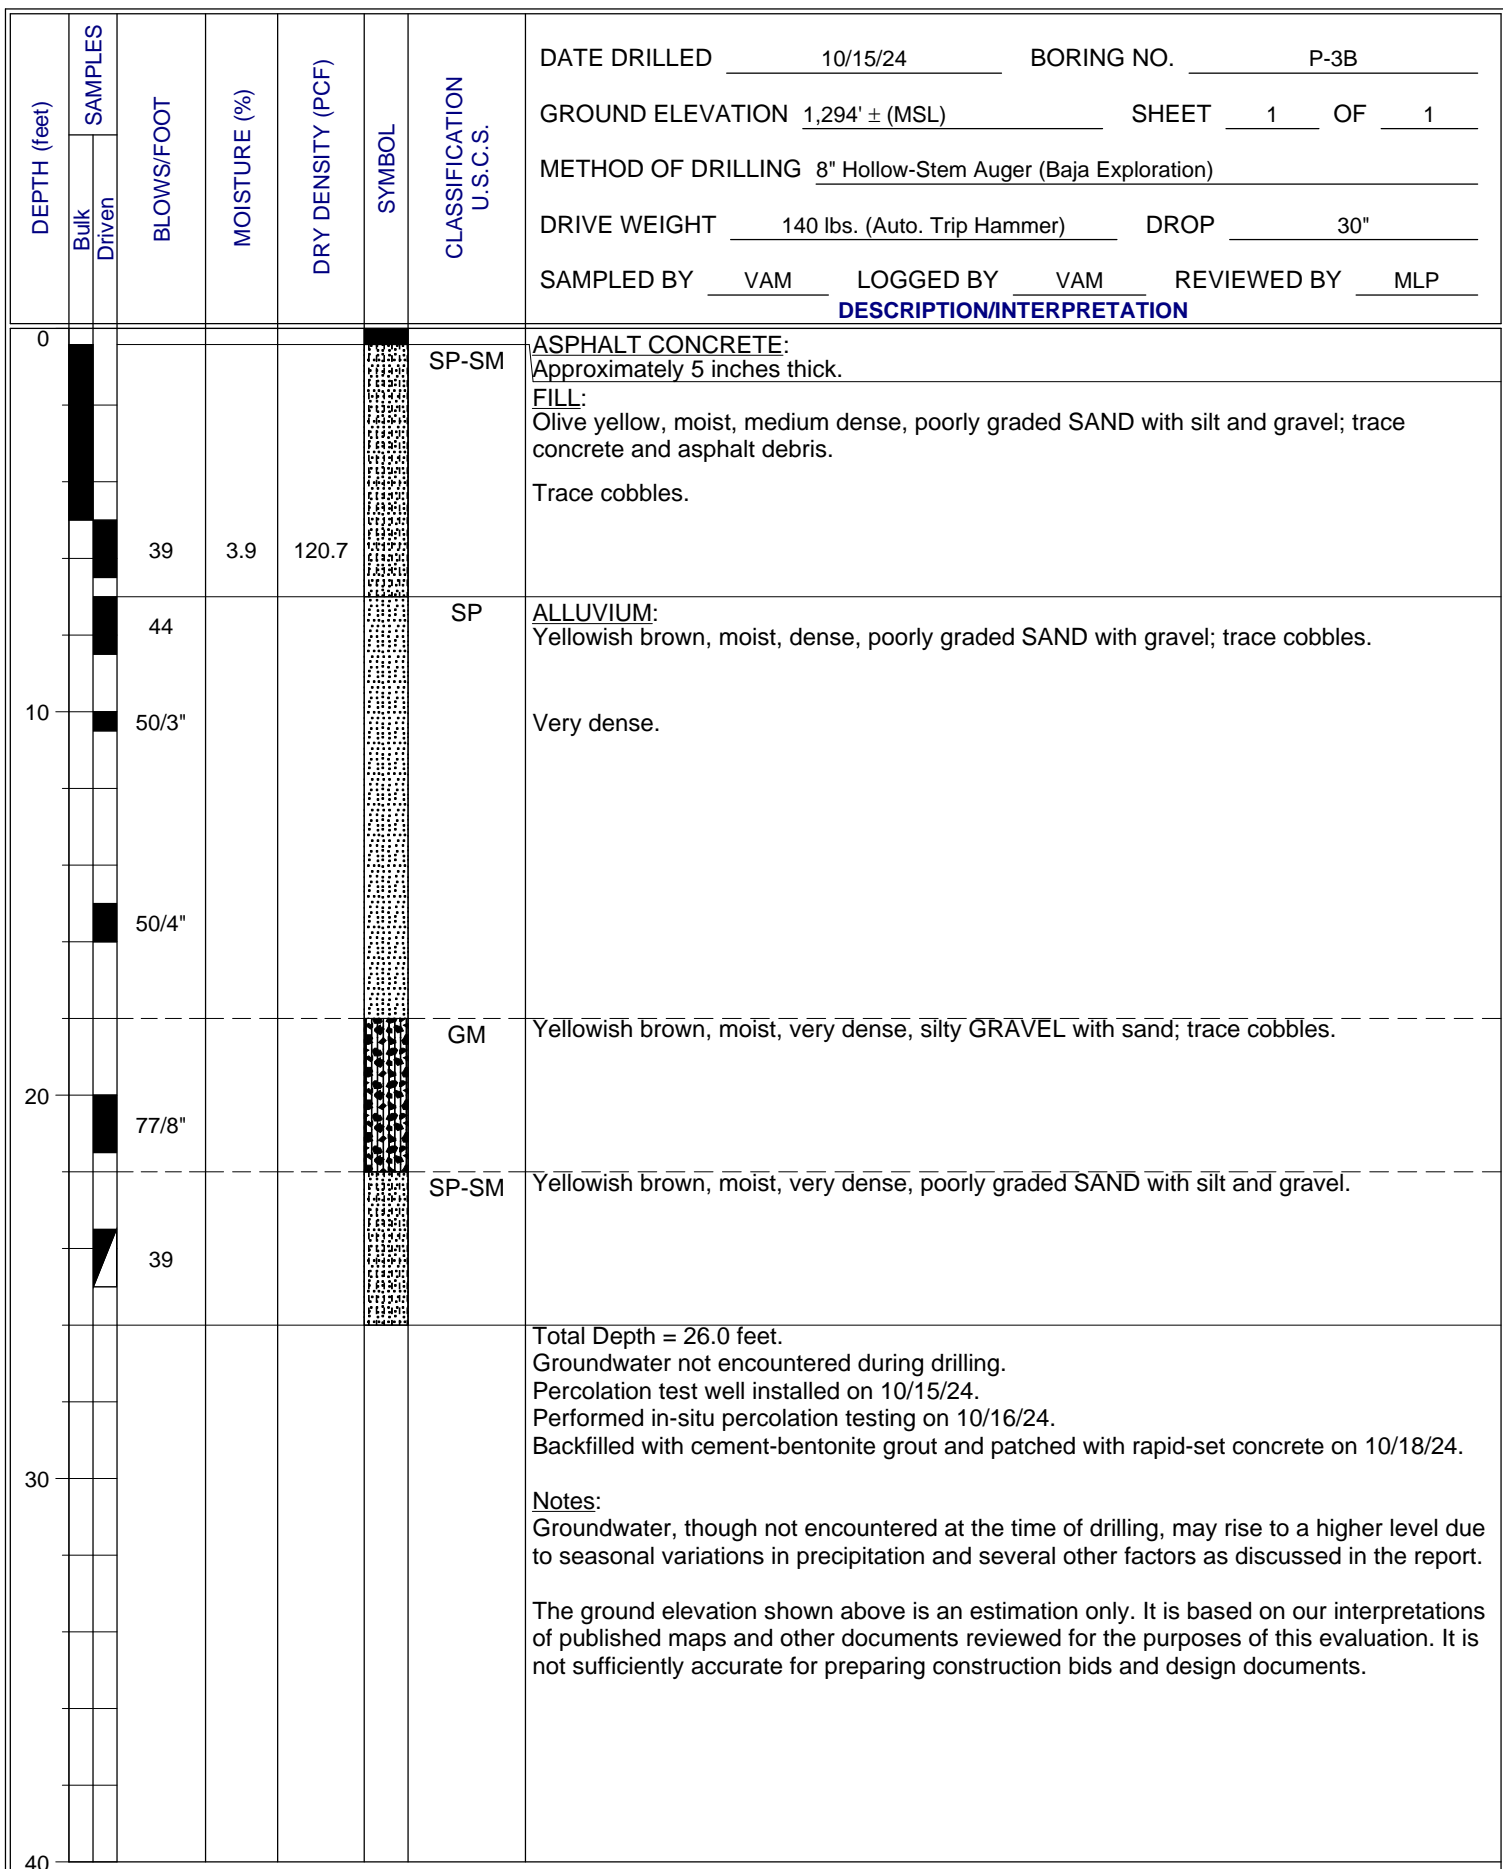 DEPTH (feet)
SAMPLES
Bulk
Driven
BLOWS/FOOT
MOISTURE (%)
DRY DENSITY (PCF)
SYMBOL
CLASSIFICATION
U.S.C.S.
DATE DRILLED 10/15/24 BORING NO. P-3B
GROUND ELEVATION 1,294' ± (MSL) SHEET 1 OF 1
METHOD OF DRILLING 8" Hollow-Stem Auger (Baja Exploration)
DRIVE WEIGHT 140 lbs. (Auto. Trip Hammer) DROP 30"
SAMPLED BY VAM LOGGED BY VAM REVIEWED BY MLP
DESCRIPTION/INTERPRETATION
0
SP-SM
ASPHALT CONCRETE:
Approximately 5 inches thick.
FILL:
Olive yellow, moist, medium dense, poorly graded SAND with silt and gravel; trace
concrete and asphalt debris.
Trace cobbles.
39 3.9 120.7
SP
ALLUVIUM:
44
Yellowish brown, moist, dense, poorly graded SAND with gravel; trace cobbles.
10
50/3"
Very dense.
50/4"
GM
Yellowish brown, moist, very dense, silty GRAVEL with sand; trace cobbles.
20
77/8"
SP-SM
Yellowish brown, moist, very dense, poorly graded SAND with silt and gravel.
39
Total Depth = 26.0 feet.
Groundwater not encountered during drilling.
Percolation test well installed on 10/15/24.
Performed in-situ percolation testing on 10/16/24.
Backfilled with cement-bentonite grout and patched with rapid-set concrete on 10/18/24.
30
Notes:
Groundwater, though not encountered at the time of drilling, may rise to a higher level due
to seasonal variations in precipitation and several other factors as discussed in the report.
The ground elevation shown above is an estimation only. It is based on our interpretations
of published maps and other documents reviewed for the purposes of this evaluation. It is
not sufficiently accurate for preparing construction bids and design documents.
40